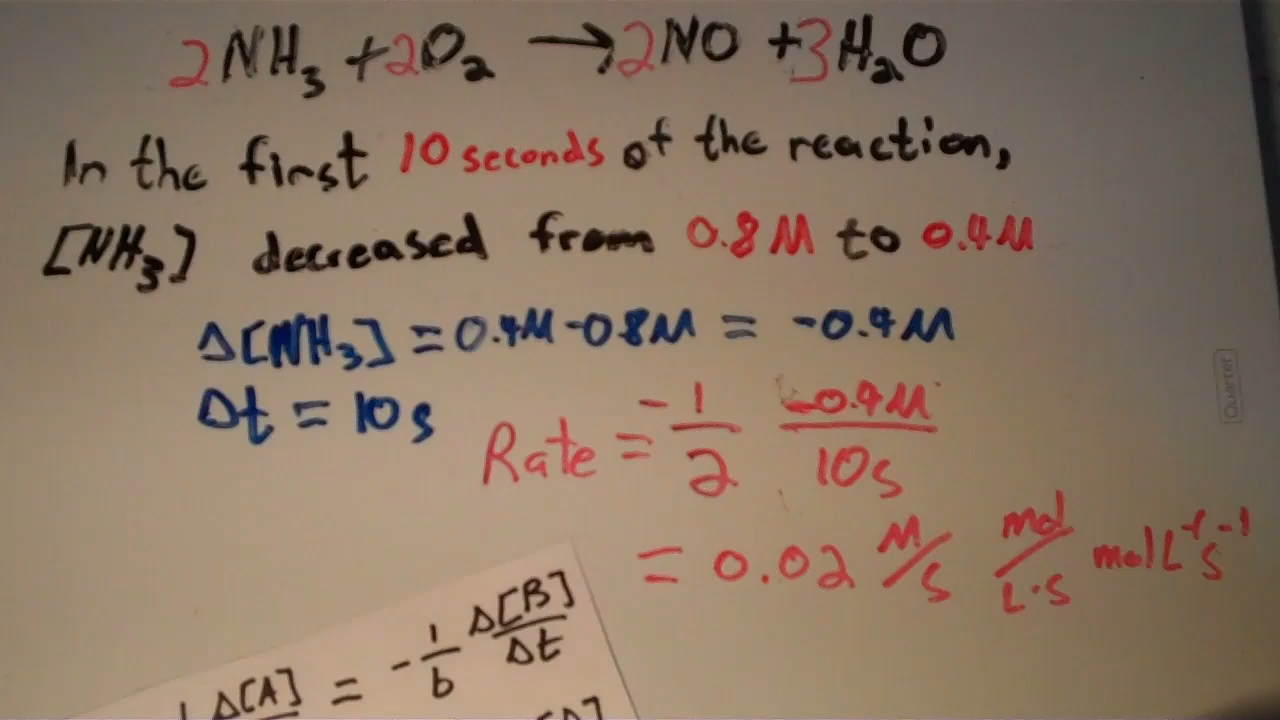 2NH₃ + 2O₂ → 2NO + 3H₂O
In the first 10 seconds of the reaction,
[NH₃] decreased from 0.8M to 0.4M
Δ[NH₃] = 0.4M - 0.8M = -0.4M
Δt = 10s
Rate = -1/2 -0.4M/10s
= 0.02 M/s mol/L·s mol L⁻¹ s⁻¹
Quartet
Δ[A] = -1/b Δ[B]/Δt